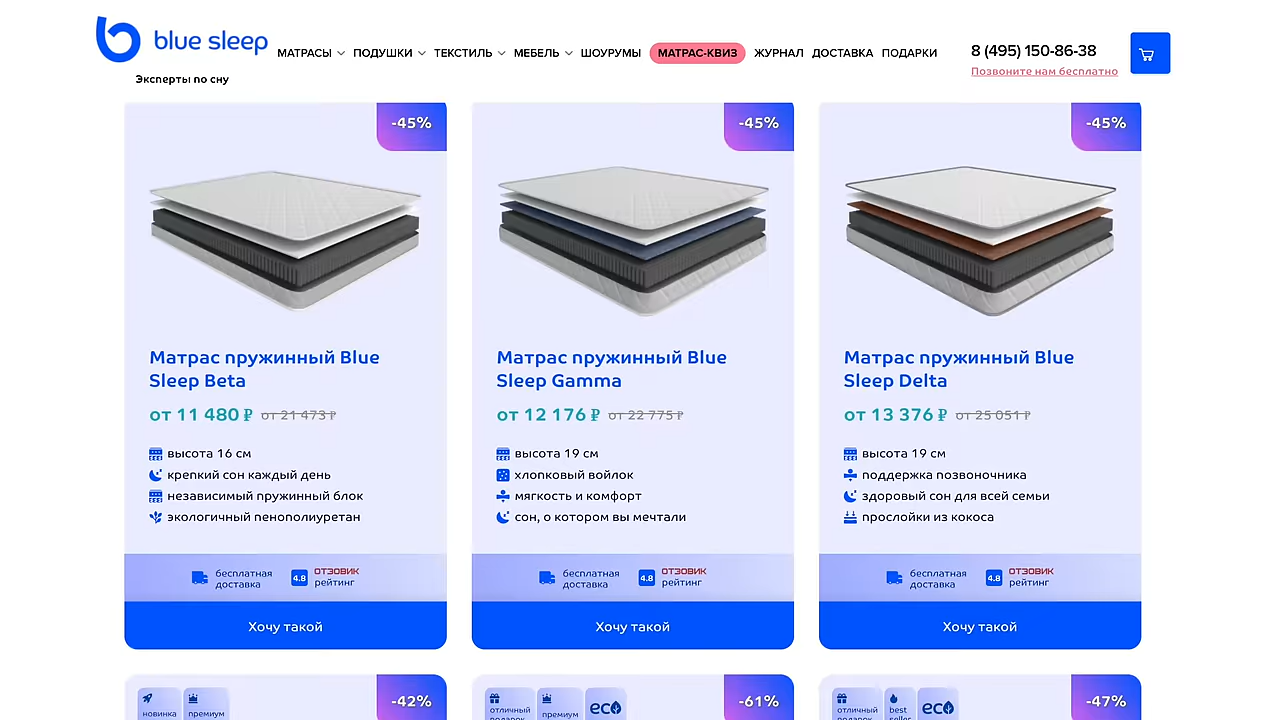 blue sleep
Эксперты по сну
МАТРАСЫ ПОДУШКИ ТЕКСТИЛЬ МЕБЕЛЬ ШОУРУМЫ МАТРАС-КВИЗ ЖУРНАЛ ДОСТАВКА ПОДАРКИ
8 (495) 150-86-38
Позвоните нам бесплатно
-45%
Матрас пружинный Blue
Sleep Beta
от 11 480 ₽ от 21 473 ₽
высота 16 см
крепкий сон каждый день
независимый пружинный блок
экологичный пенополиуретан
бесплатная
доставка
4.8
ОТЗОВИК
рейтинг
Хочу такой
-45%
Матрас пружинный Blue
Sleep Gamma
от 12 176 ₽ от 22 775 ₽
высота 19 см
хлопковый войлок
мягкость и комфорт
сон, о котором вы мечтали
бесплатная
доставка
4.8
ОТЗОВИК
рейтинг
Хочу такой
-45%
Матрас пружинный Blue
Sleep Delta
от 13 376 ₽ от 25 051 ₽
высота 19 см
поддержка позвоночника
здоровый сон для всей семьи
прослойки из кокоса
бесплатная
доставка
4.8
ОТЗОВИК
рейтинг
Хочу такой
новинка
премиум
-42%
отличный
подарок
премиум
eco
-61%
отличный
подарок
best
seller
eco
-47%